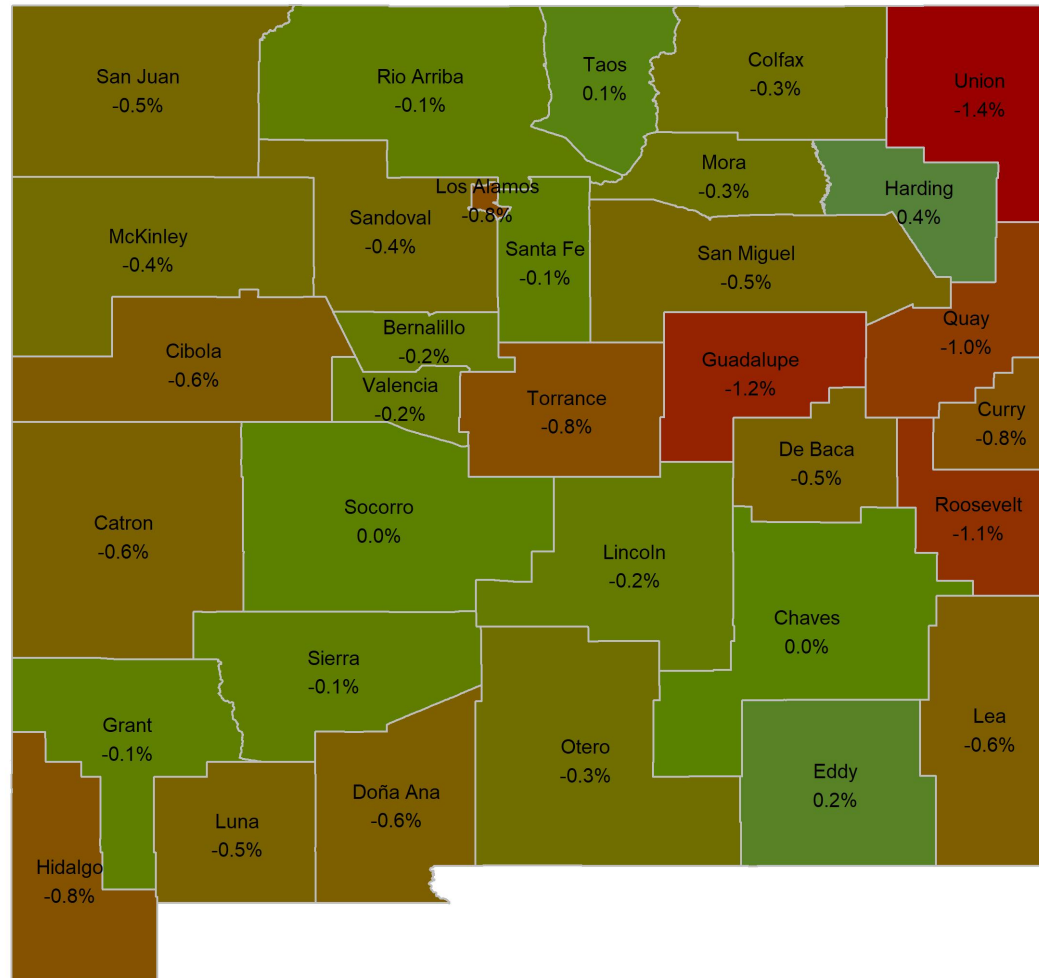 San Juan
-0.5%
Rio Arriba
-0.1%
Taos
0.1%
Colfax
-0.3%
Union
-1.4%
Mora
-0.3%
Harding
0.4%
Los Alamos
-0.8%
McKinley
-0.4%
Sandoval
-0.4%
Santa Fe
-0.1%
San Miguel
-0.5%
Quay
-1.0%
Bernalillo
-0.2%
Cibola
-0.6%
Guadalupe
-1.2%
Valencia
-0.2%
Torrance
-0.8%
Curry
-0.8%
De Baca
-0.5%
Roosevelt
-1.1%
Socorro
0.0%
Catron
-0.6%
Lincoln
-0.2%
Chaves
0.0%
Sierra
-0.1%
Lea
-0.6%
Grant
-0.1%
Otero
-0.3%
Eddy
0.2%
Doña Ana
-0.6%
Luna
-0.5%
Hidalgo
-0.8%